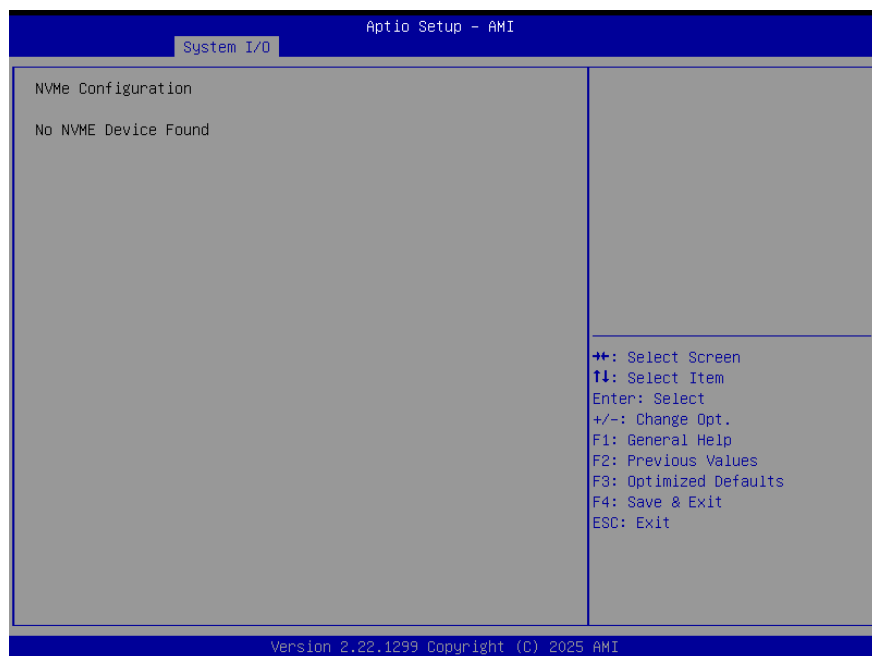 Aptio Setup – AMI
System I/O
NVMe Configuration
No NVME Device Found
→←: Select Screen
↑↓: Select Item
Enter: Select
+/-: Change Opt.
F1: General Help
F2: Previous Values
F3: Optimized Defaults
F4: Save & Exit
ESC: Exit
Version 2.22.1299 Copyright (C) 2025 AMI